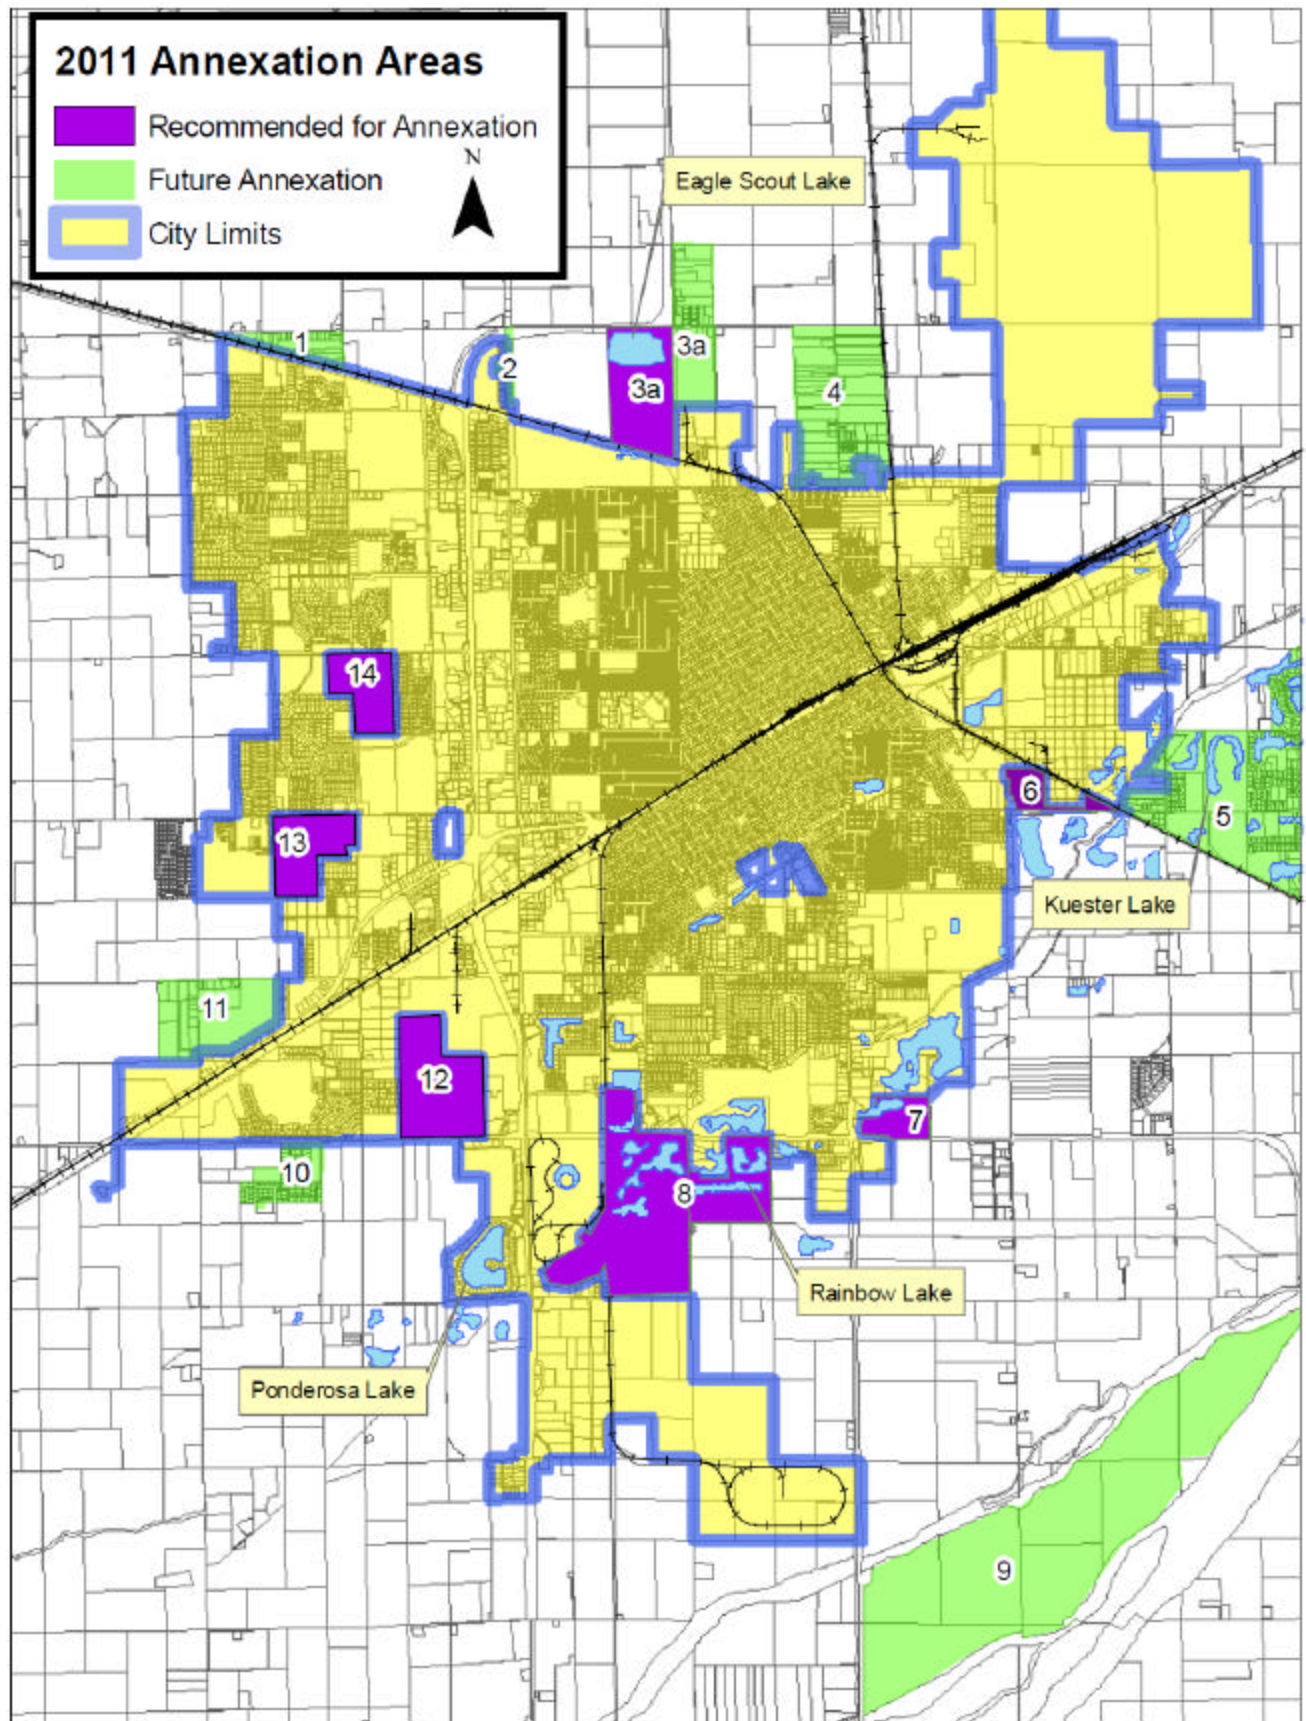 2011 Annexation Areas
Recommended for Annexation
Future Annexation
City Limits
N
Eagle Scout Lake
1
2
3a
3a
4
14
6
5
13
Kuester Lake
11
12
7
10
8
Rainbow Lake
Ponderosa Lake
9